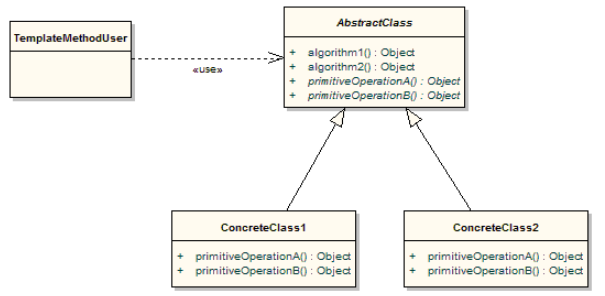 AbstractClass
TemplateMethodUser
+ algorithm1() : Object
+ algorithm2() : Object
+ primitiveOperationA() : Object
+ primitiveOperationB() : Object
«use»
ConcreteClass1
+ primitiveOperationA() : Object
+ primitiveOperationB() : Object
ConcreteClass2
+ primitiveOperationA() : Object
+ primitiveOperationB() : Object